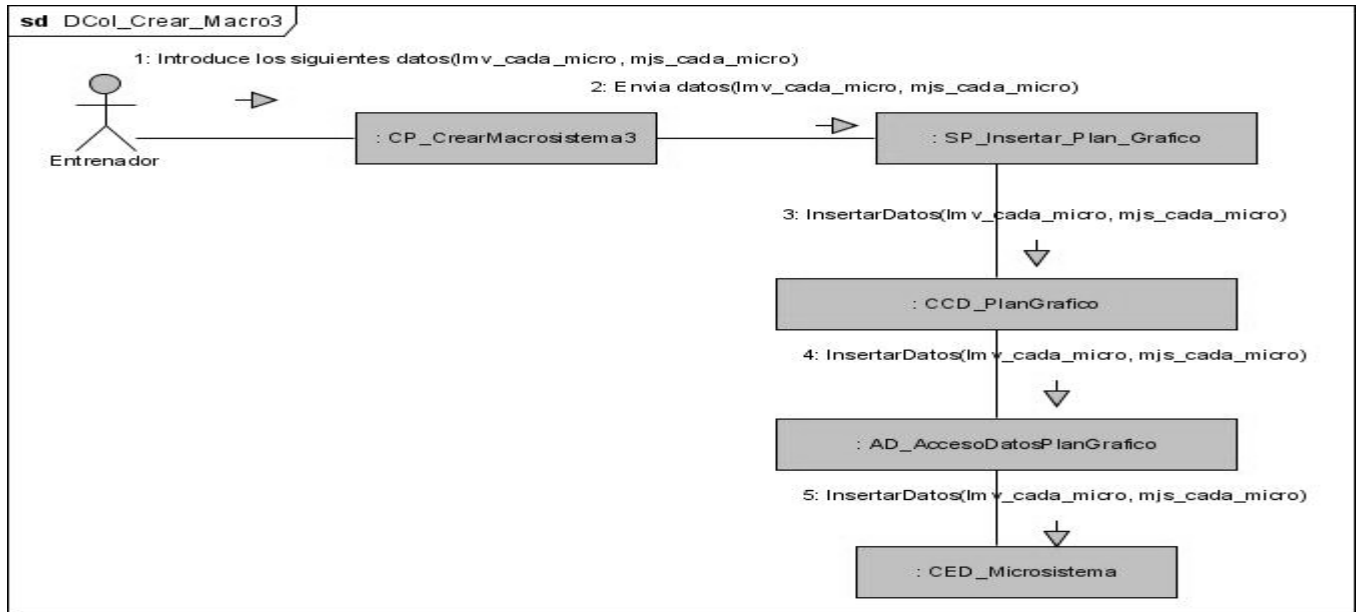 sd DCol_Crear_Macro3
1: Introduce los siguientes datos(lmv_cada_micro, mjs_cada_micro)
2: Envia datos(lmv_cada_micro, mjs_cada_micro)
: CP_CrearMacrosistema3
: SP_Insertar_Plan_Grafico
Entrenador
3: InsertarDatos(lmv_cada_micro, mjs_cada_micro)
: CCD_PlanGrafico
4: InsertarDatos(lmv_cada_micro, mjs_cada_micro)
: AD_AccesoDatosPlanGrafico
5: InsertarDatos(lmv_cada_micro, mjs_cada_micro)
: CED_Microsistema